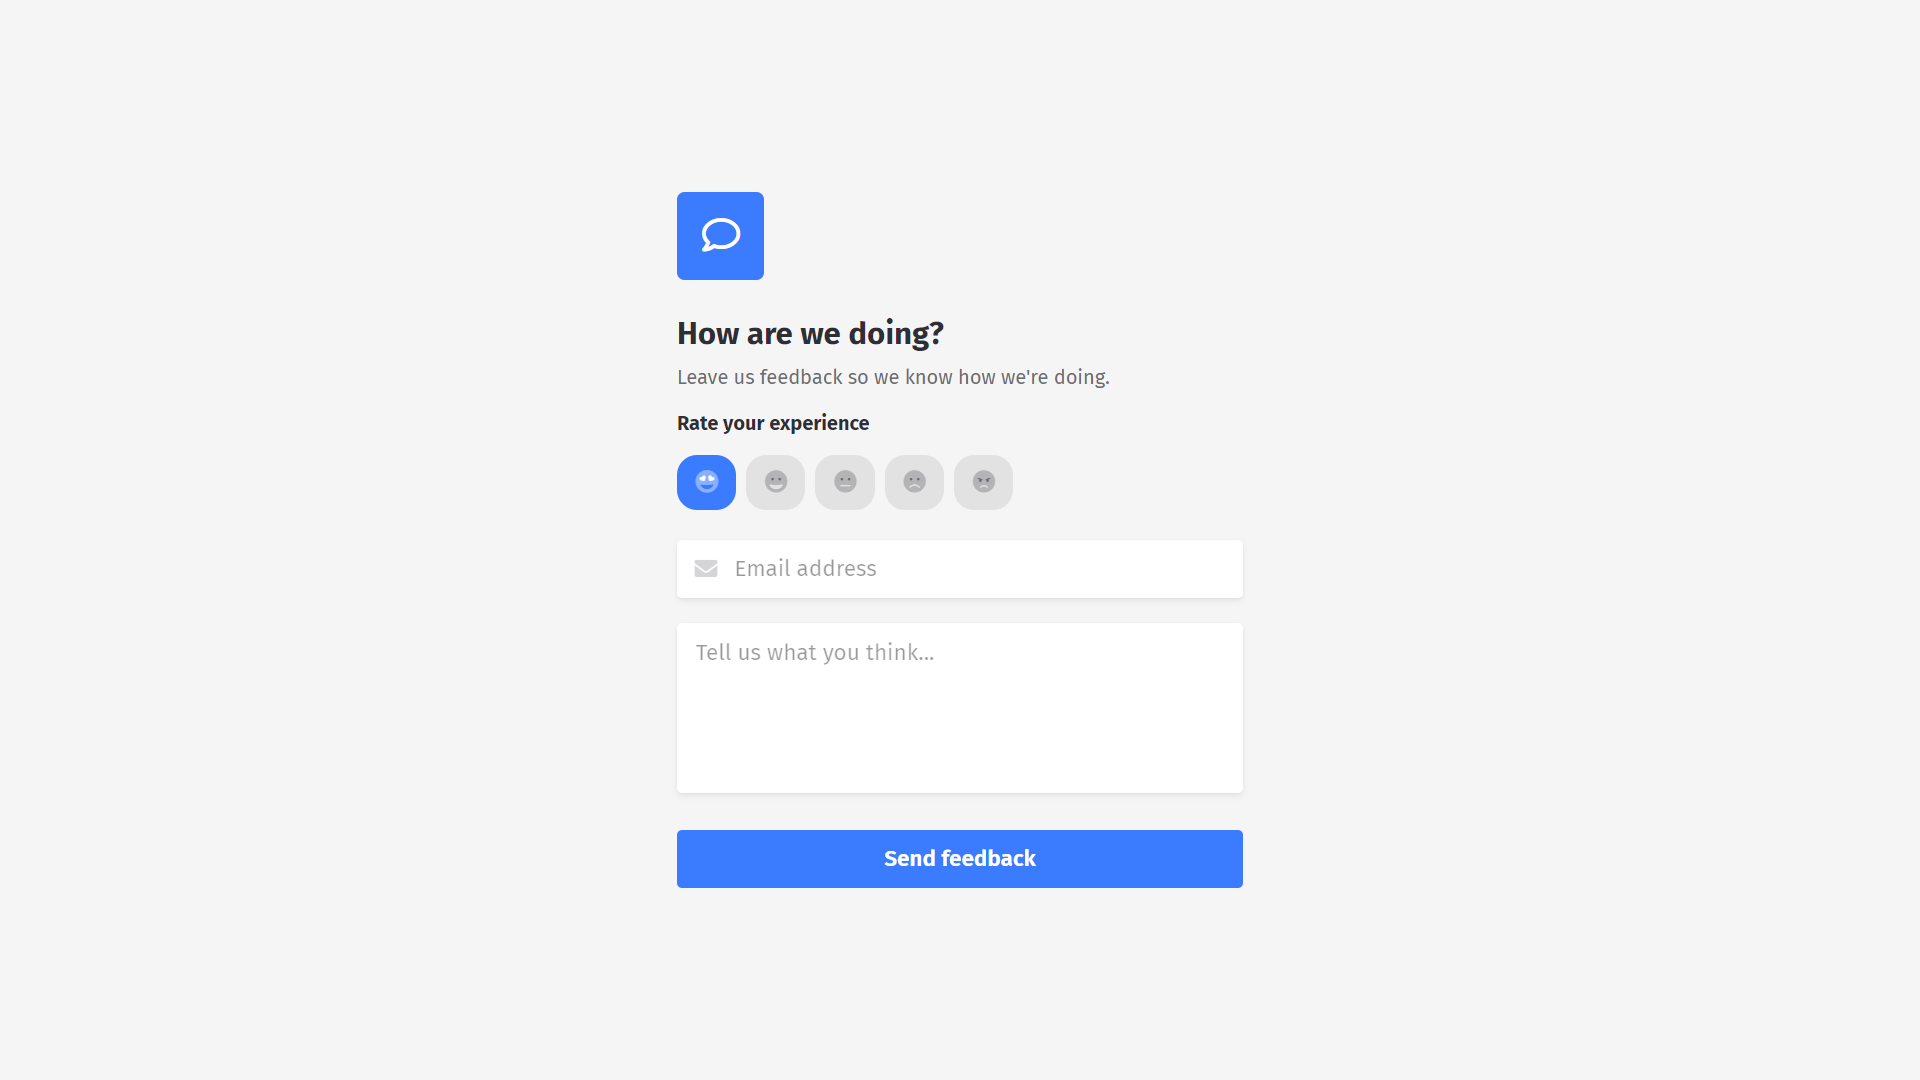 How are we doing?
Leave us feedback so we know how we're doing.
Rate your experience
Email address
Tell us what you think...
Send feedback